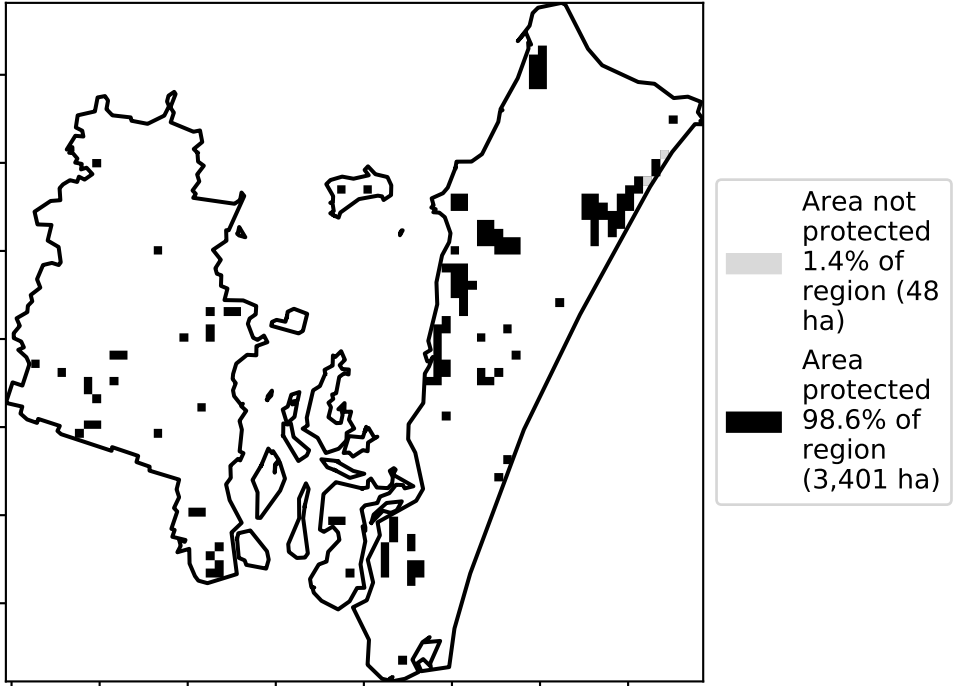 Area not
protected
1.4% of
region (48
ha)
Area
protected
98.6% of
region
(3,401 ha)